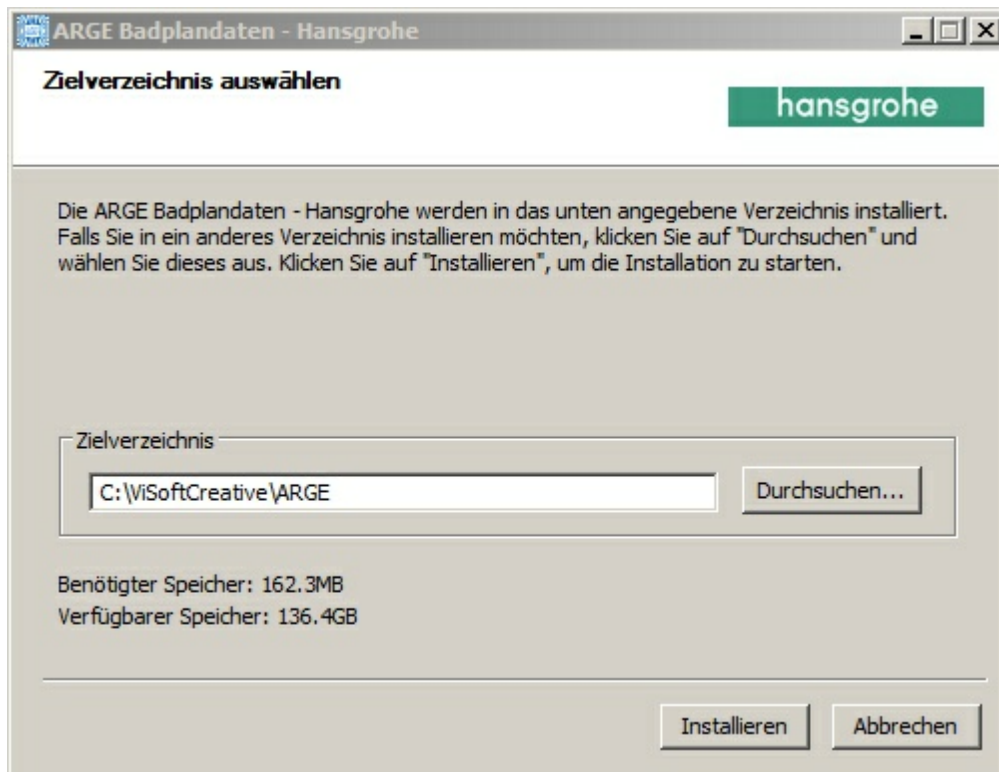 ARGE Badplandaten - Hansgrohe
Zielverzeichnis auswählen
hansgrohe
Die ARGE Badplandaten - Hansgrohe werden in das unten angegebene Verzeichnis installiert.
Falls Sie in ein anderes Verzeichnis installieren möchten, klicken Sie auf "Durchsuchen" und
wählen Sie dieses aus. Klicken Sie auf "Installieren", um die Installation zu starten.
Zielverzeichnis
C:\ViSoftCreative\ARGE
Durchsuchen...
Benötigter Speicher: 162.3MB
Verfügbarer Speicher: 136.4GB
Installieren
Abbrechen